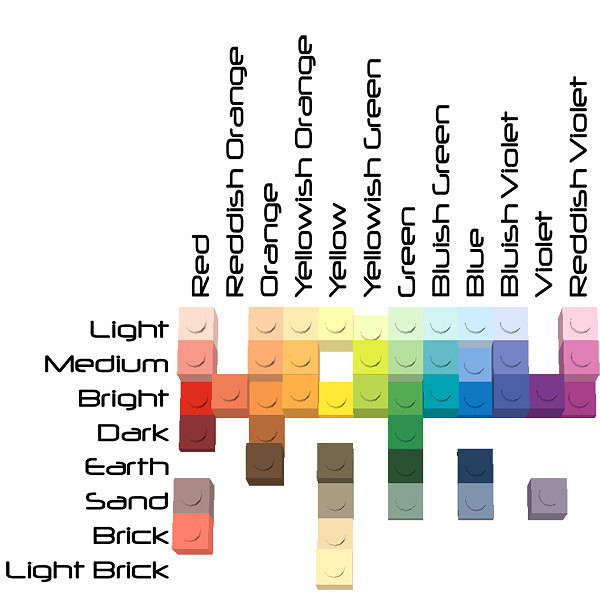 Red
Reddish Orange
Orange
Yellowish Orange
Yellow
Yellowish Green
Green
Bluish Green
Blue
Bluish Violet
Violet
Reddish Violet
Light
Medium
Bright
Dark
Earth
Sand
Brick
Light Brick